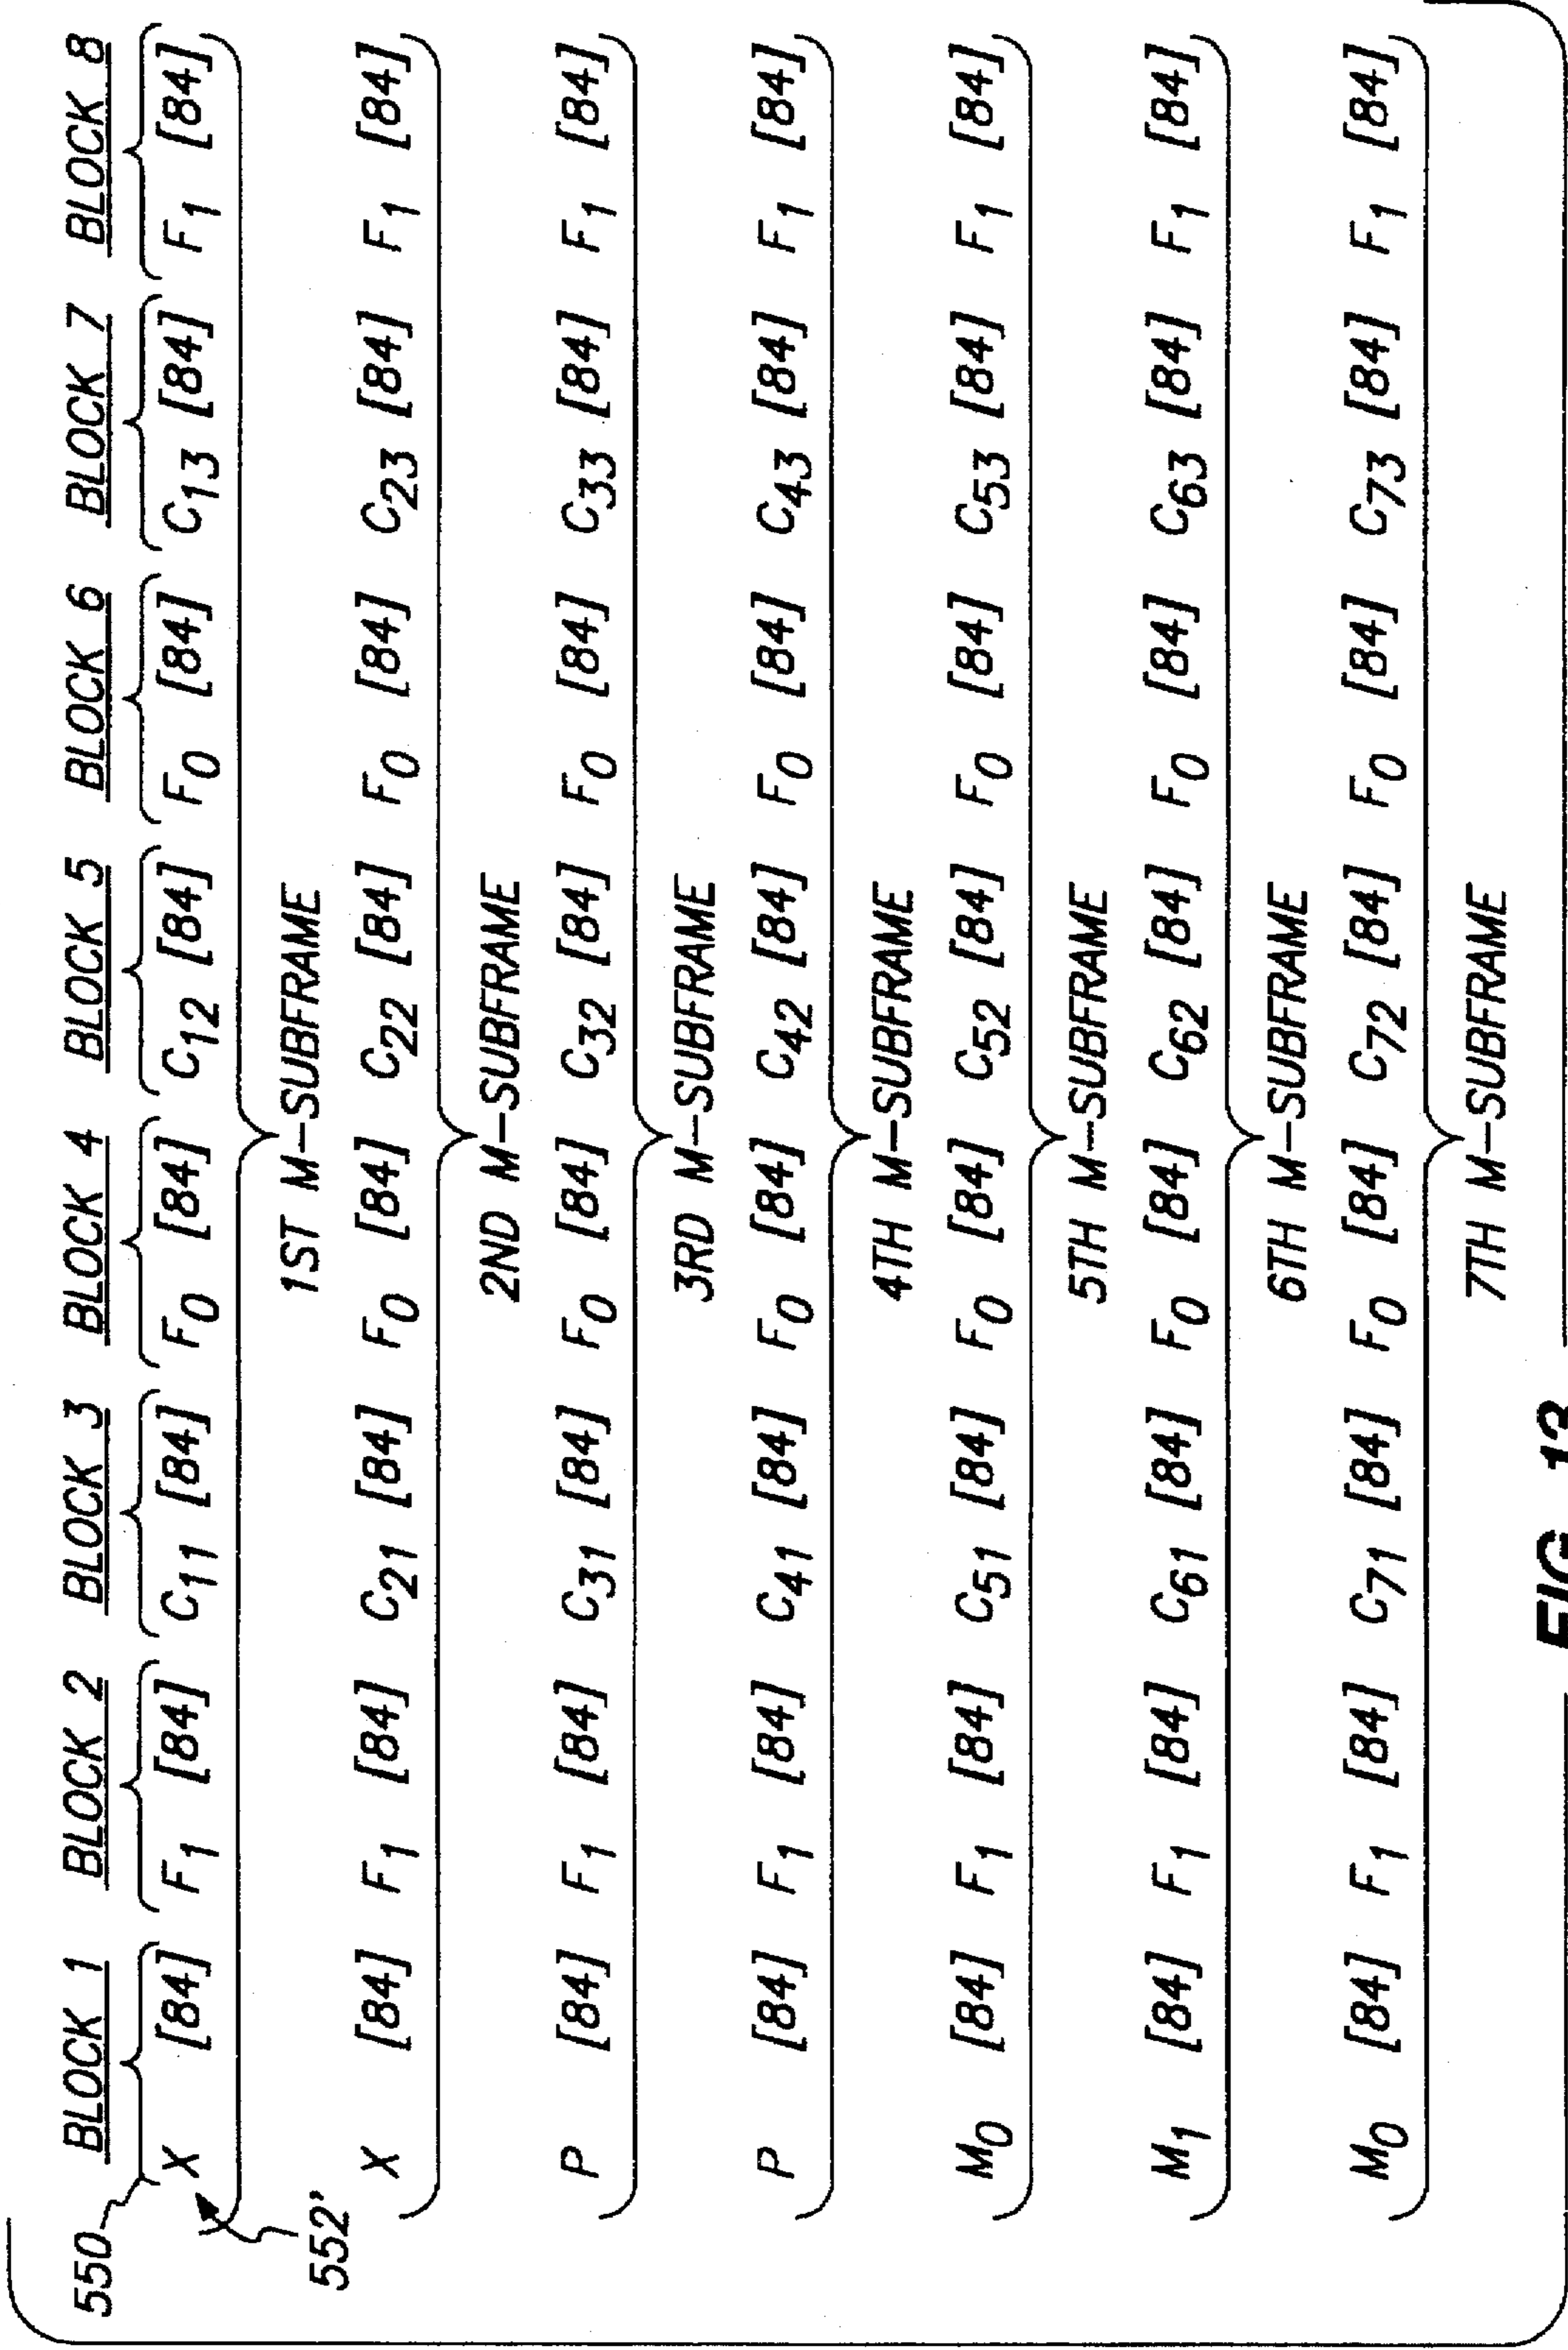 BLOCK 1 BLOCK 2 BLOCK 3 BLOCK 4 BLOCK 5 BLOCK 6 BLOCK 7 BLOCK 8
550
X [84] F1 [84] C11 [84] F0 [84] C12 [84] F0 [84] C13 [84] F1 [84]
552'
1ST M-SUBFRAME
X [84] F1 [84] C21 [84] F0 [84] C22 [84] F0 [84] C23 [84] F1 [84]
2ND M-SUBFRAME
P [84] F1 [84] C31 [84] F0 [84] C32 [84] F0 [84] C33 [84] F1 [84]
3RD M-SUBFRAME
P [84] F1 [84] C41 [84] F0 [84] C42 [84] F0 [84] C43 [84] F1 [84]
4TH M-SUBFRAME
M0 [84] F1 [84] C51 [84] F0 [84] C52 [84] F0 [84] C53 [84] F1 [84]
5TH M-SUBFRAME
M1 [84] F1 [84] C61 [84] F0 [84] C62 [84] F0 [84] C63 [84] F1 [84]
6TH M-SUBFRAME
M0 [84] F1 [84] C71 [84] F0 [84] C72 [84] F0 [84] C73 [84] F1 [84]
7TH M-SUBFRAME
FIG. 13